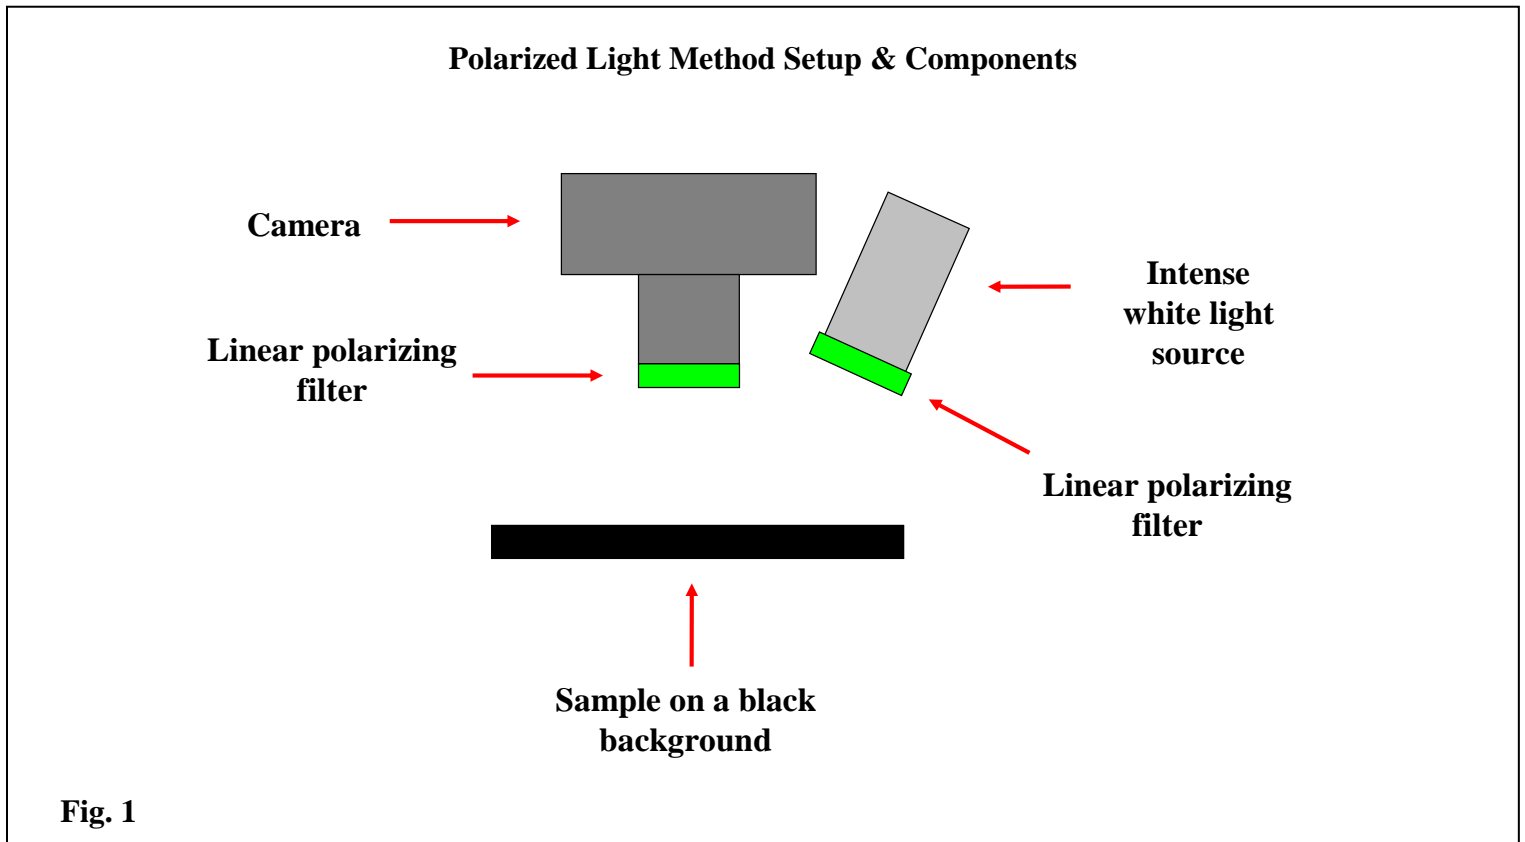 Polarized Light Method Setup & Components
Camera
Intense
white light
source
Linear polarizing
filter
Linear polarizing
filter
Sample on a black
background
Fig. 1